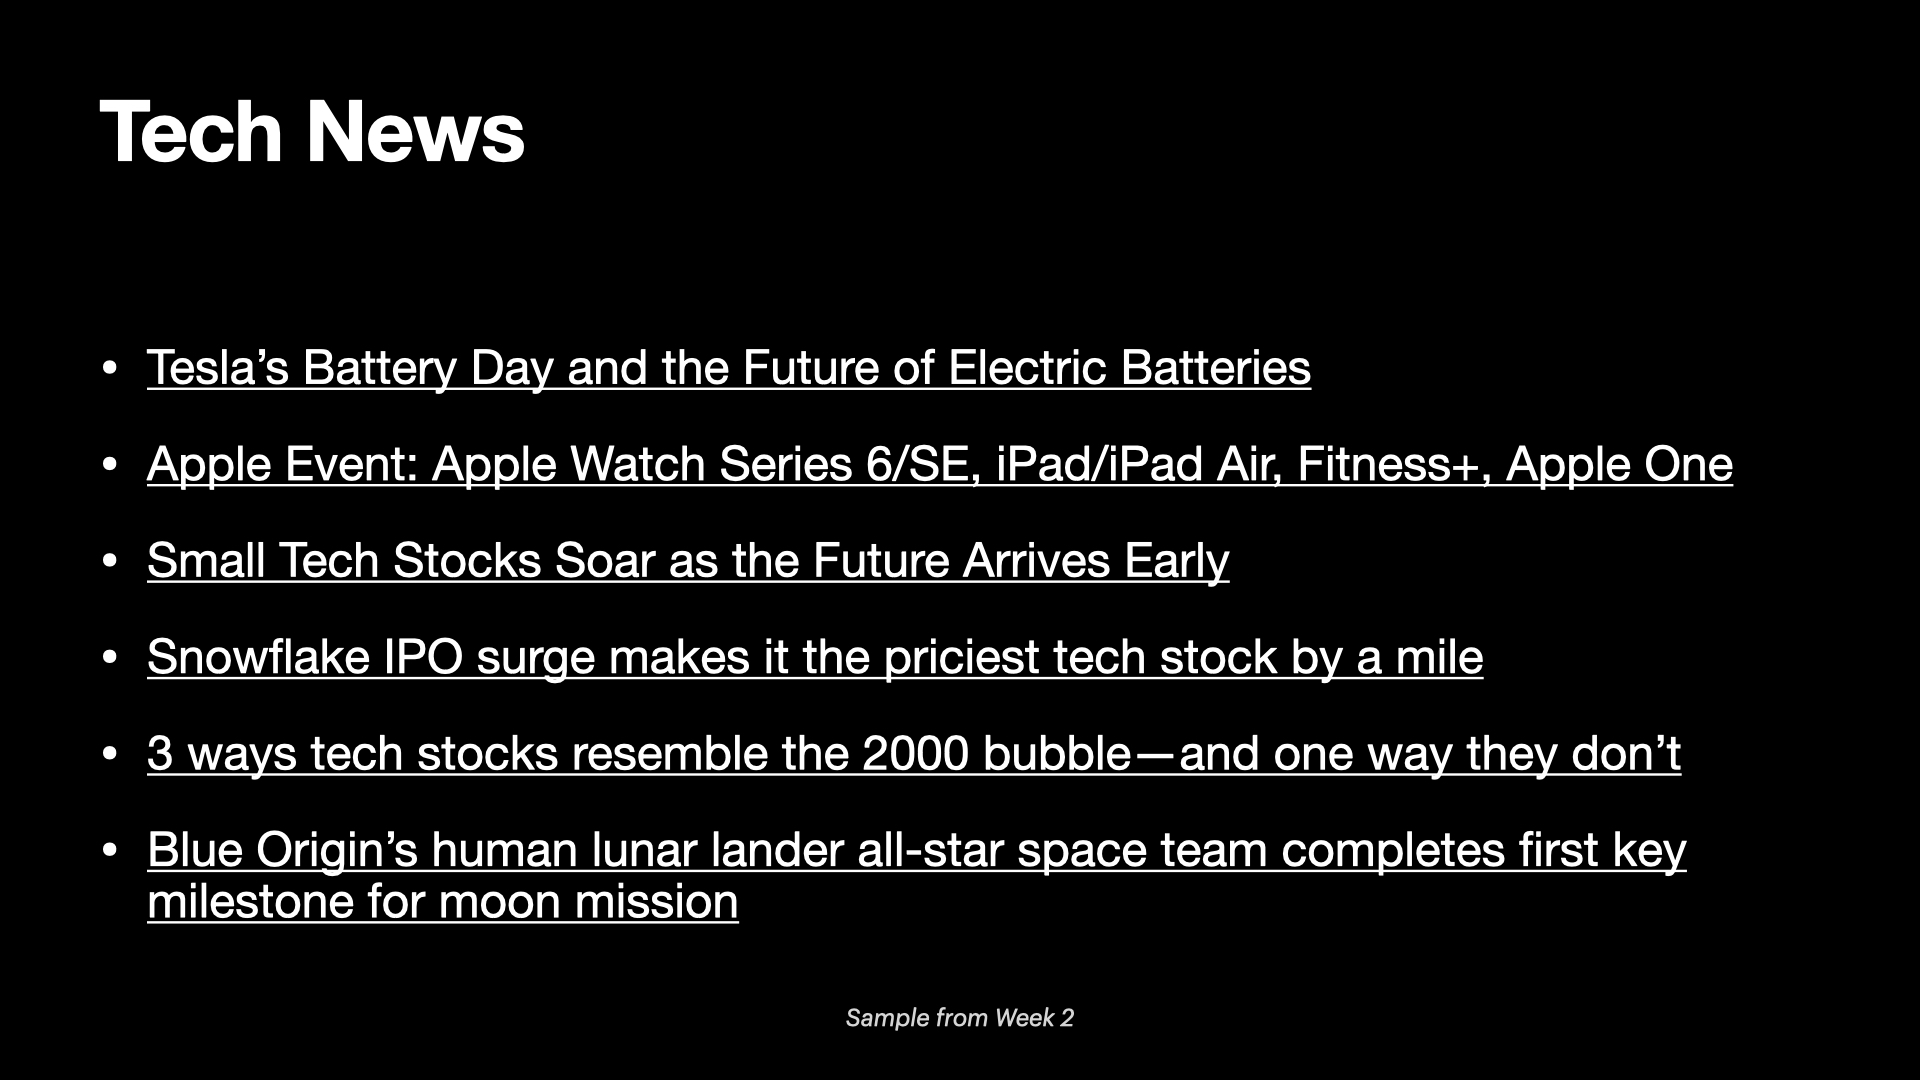 Tech News
• Tesla’s Battery Day and the Future of Electric Batteries
• Apple Event: Apple Watch Series 6/SE, iPad/iPad Air, Fitness+, Apple One
• Small Tech Stocks Soar as the Future Arrives Early
• Snowflake IPO surge makes it the priciest tech stock by a mile
• 3 ways tech stocks resemble the 2000 bubble—and one way they don’t
• Blue Origin’s human lunar lander all-star space team completes first key
milestone for moon mission
Sample from Week 2